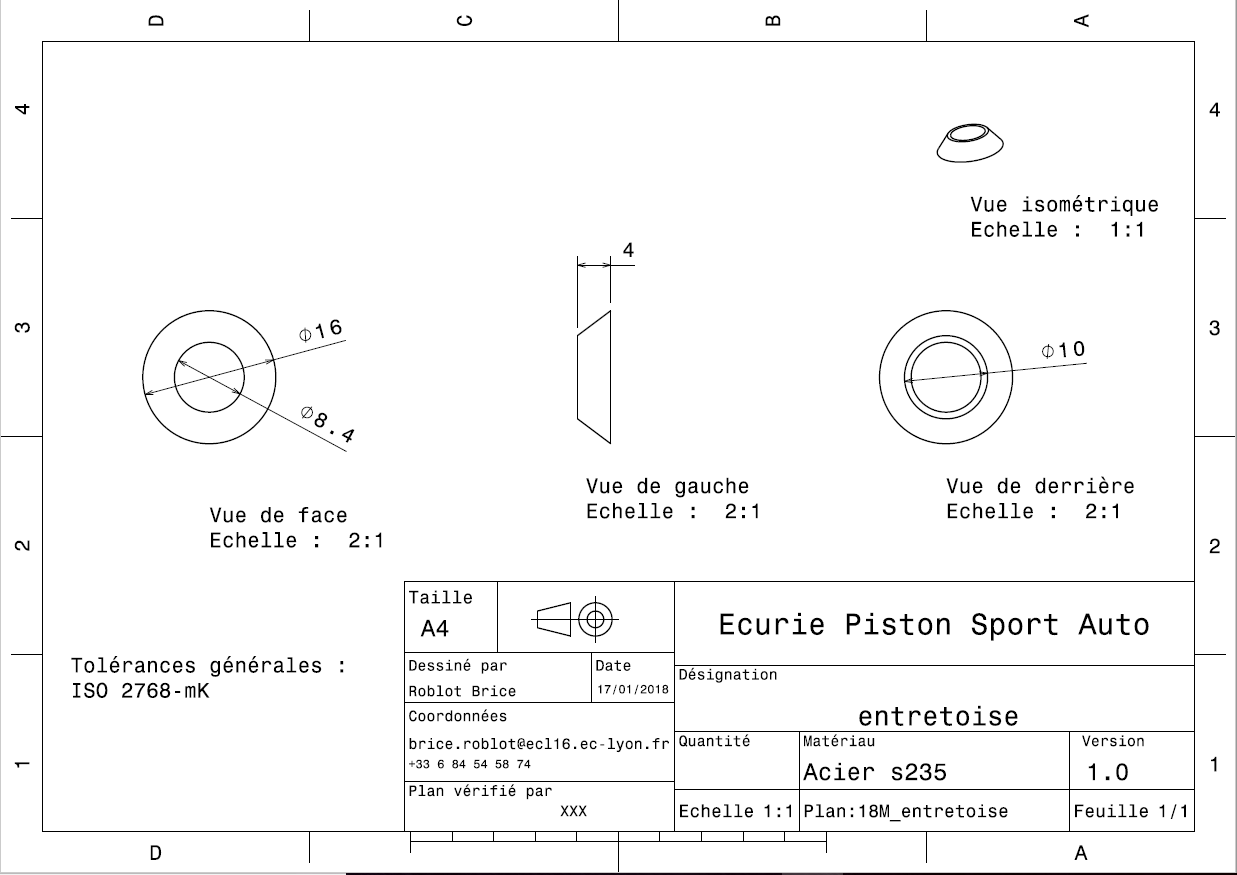 D C B A
4 4
Vue isométrique
Echelle : 1:1
4
3 3
⌀16
⌀8.4
⌀10
Vue de gauche
Echelle : 2:1
Vue de derrière
Echelle : 2:1
Vue de face
Echelle : 2:1
2 2
Tolérances générales :
ISO 2768-mK
Taille
A4
Ecurie Piston Sport Auto
Dessiné par
Roblot Brice
Date
17/01/2018
Désignation
entretoise
Coordonnées
brice.roblot@ecl16.ec-lyon.fr
+33 6 84 54 58 74
Quantité
Matériau
Acier s235
Version
1.0
Plan vérifié par
XXX
Echelle 1:1
Plan:18M_entretoise
Feuille 1/1
1 1
D A